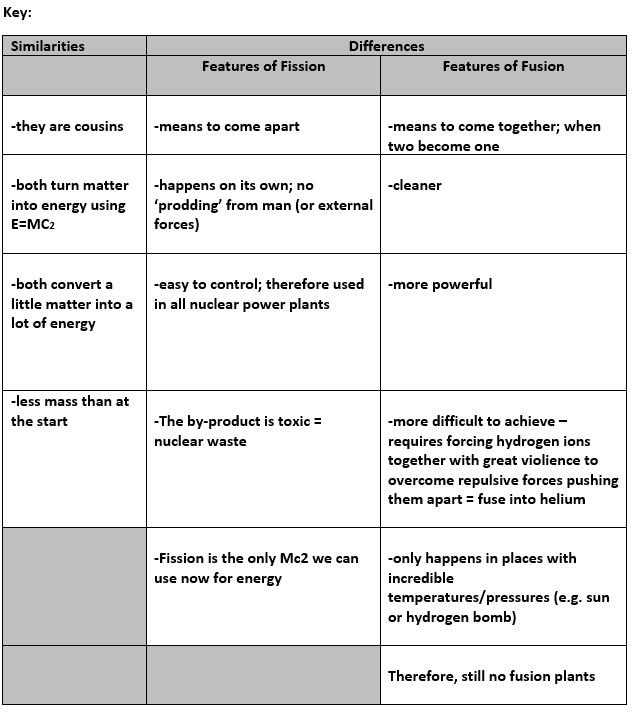 Key:
Similarities
Differences
Features of Fission
Features of Fusion
-they are cousins
-means to come apart
-means to come together; when
two become one
-both turn matter
into energy using
E=MC2
-happens on its own; no
‘prodding’ from man (or external
forces)
-cleaner
-both convert a
little matter into a
lot of energy
-easy to control; therefore used
in all nuclear power plants
-more powerful
-less mass than at
the start
-The by-product is toxic =
nuclear waste
-more difficult to achieve –
requires forcing hydrogen ions
together with great violience to
overcome repulsive forces pushing
them apart = fuse into helium
-Fission is the only Mc2 we can
use now for energy
-only happens in places with
incredible
temperatures/pressures (e.g. sun
or hydrogen bomb)
Therefore, still no fusion plants